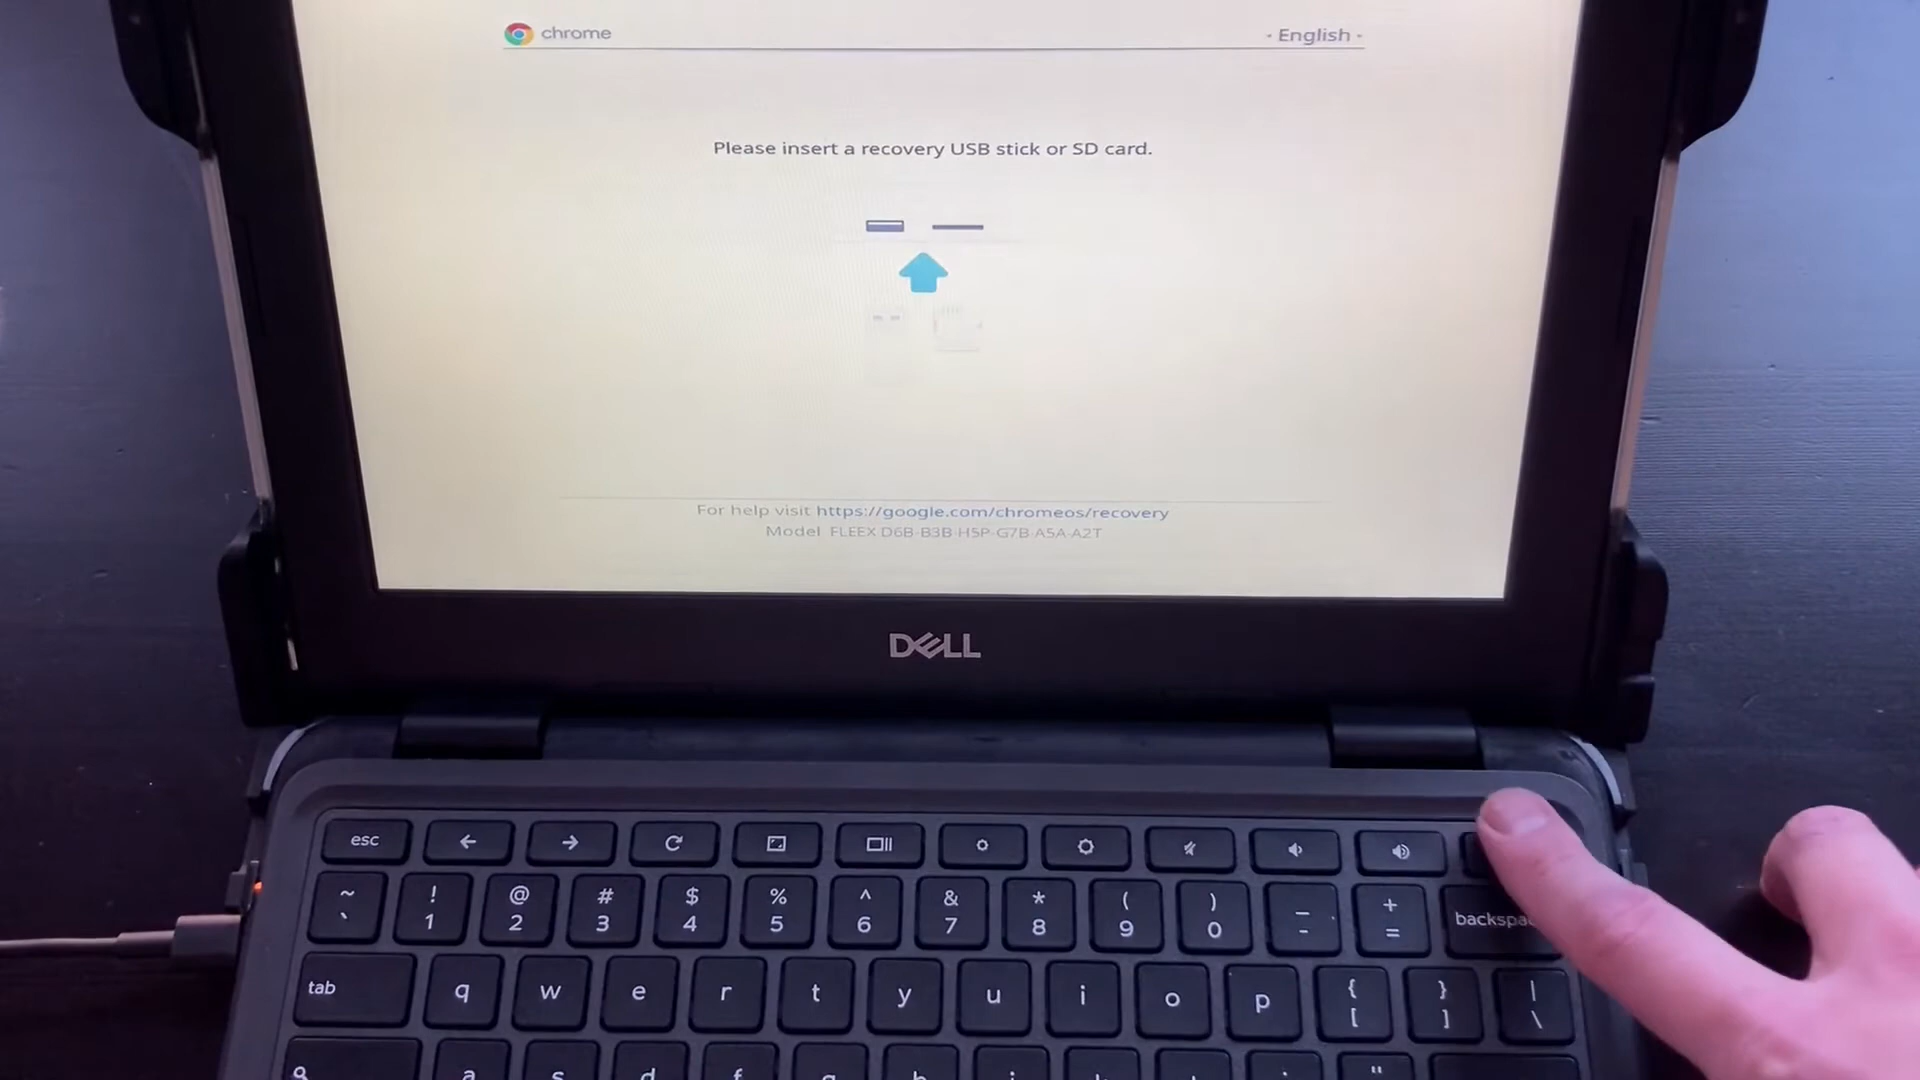 chrome
- English -
Please insert a recovery USB stick or SD card.
For help visit https://google.com/chromeos/recovery
Model FLEEX D6B-B3B-H5P-G7B-A5A-A2T
DELL
esc
~ ! @ # $ % ^ & * ( ) _ +
` 1 2 3 4 5 6 7 8 9 0 - =
backspa
tab q w e r t y u i o p { [ } ] | \
a s d f